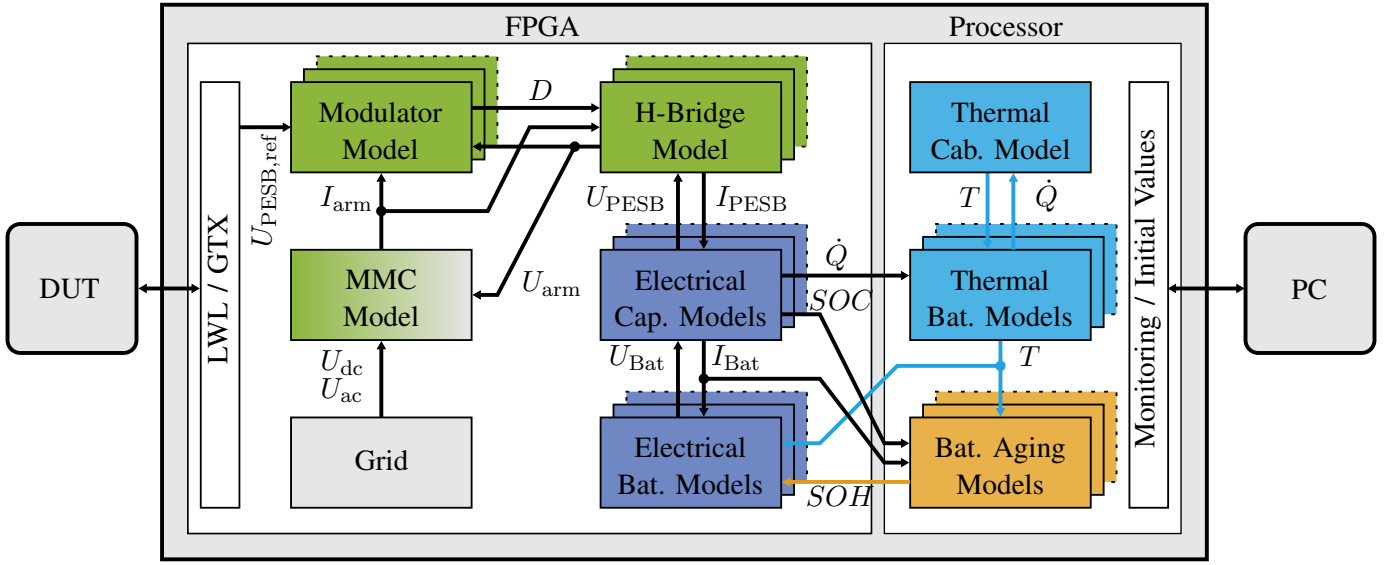 FPGA
Processor
DUT
LWL / GTX
U_PESB,ref
Modulator
Model
D
H-Bridge
Model
I_arm
U_PESB
I_PESB
MMC
Model
U_arm
Electrical
Cap. Models
Q̇
SOC
U_dc
U_ac
U_Bat
I_Bat
Grid
Electrical
Bat. Models
SOH
Thermal
Cab. Model
T
Q̇
Thermal
Bat. Models
T
Bat. Aging
Models
Monitoring / Initial Values
PC